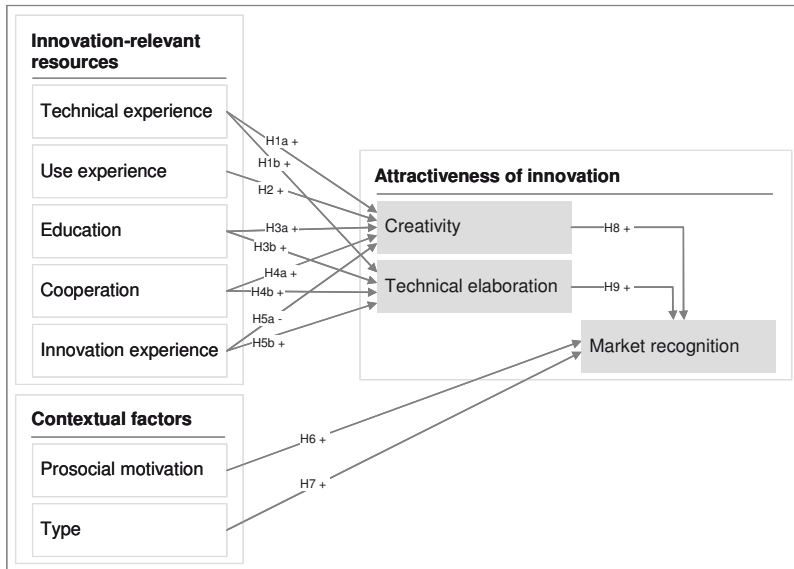 Innovation-relevant
resources
Technical experience
Use experience
Education
Cooperation
Innovation experience
H1a +
H1b +
H2 +
H3a +
H3b +
H4a +
H4b +
H5a -
H5b +
Attractiveness of innovation
Creativity
Technical elaboration
H8 +
H9 +
Market recognition
Contextual factors
Prosocial motivation
Type
H6 +
H7 +